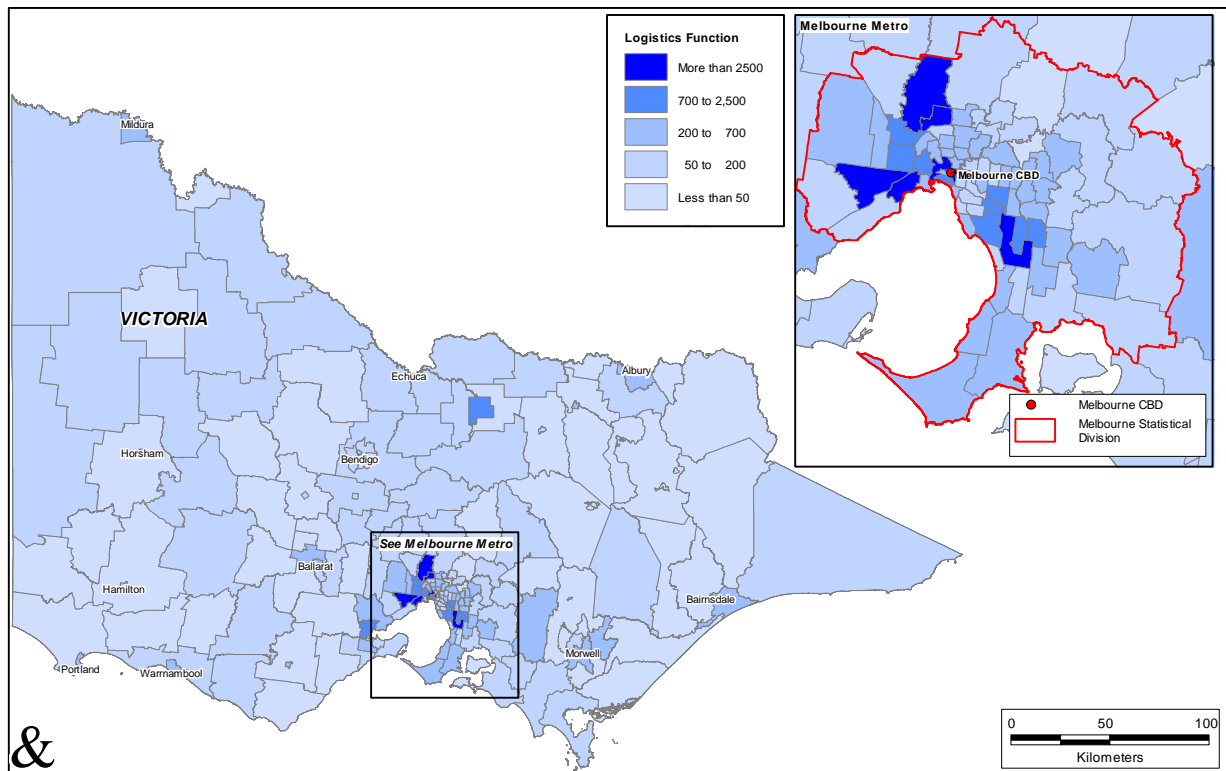 Logistics Function
More than 2500
700 to 2,500
200 to 700
50 to 200
Less than 50
Melbourne Metro
Melbourne CBD
Melbourne CBD
Melbourne Statistical
Division
Mildura
VICTORIA
Echuca
Albury
Horsham
Bendigo
See Melbourne Metro
Ballarat
Hamilton
Bairnsdale
Morwell
Portland
Warrnambool
0 50 100
Kilometers
&